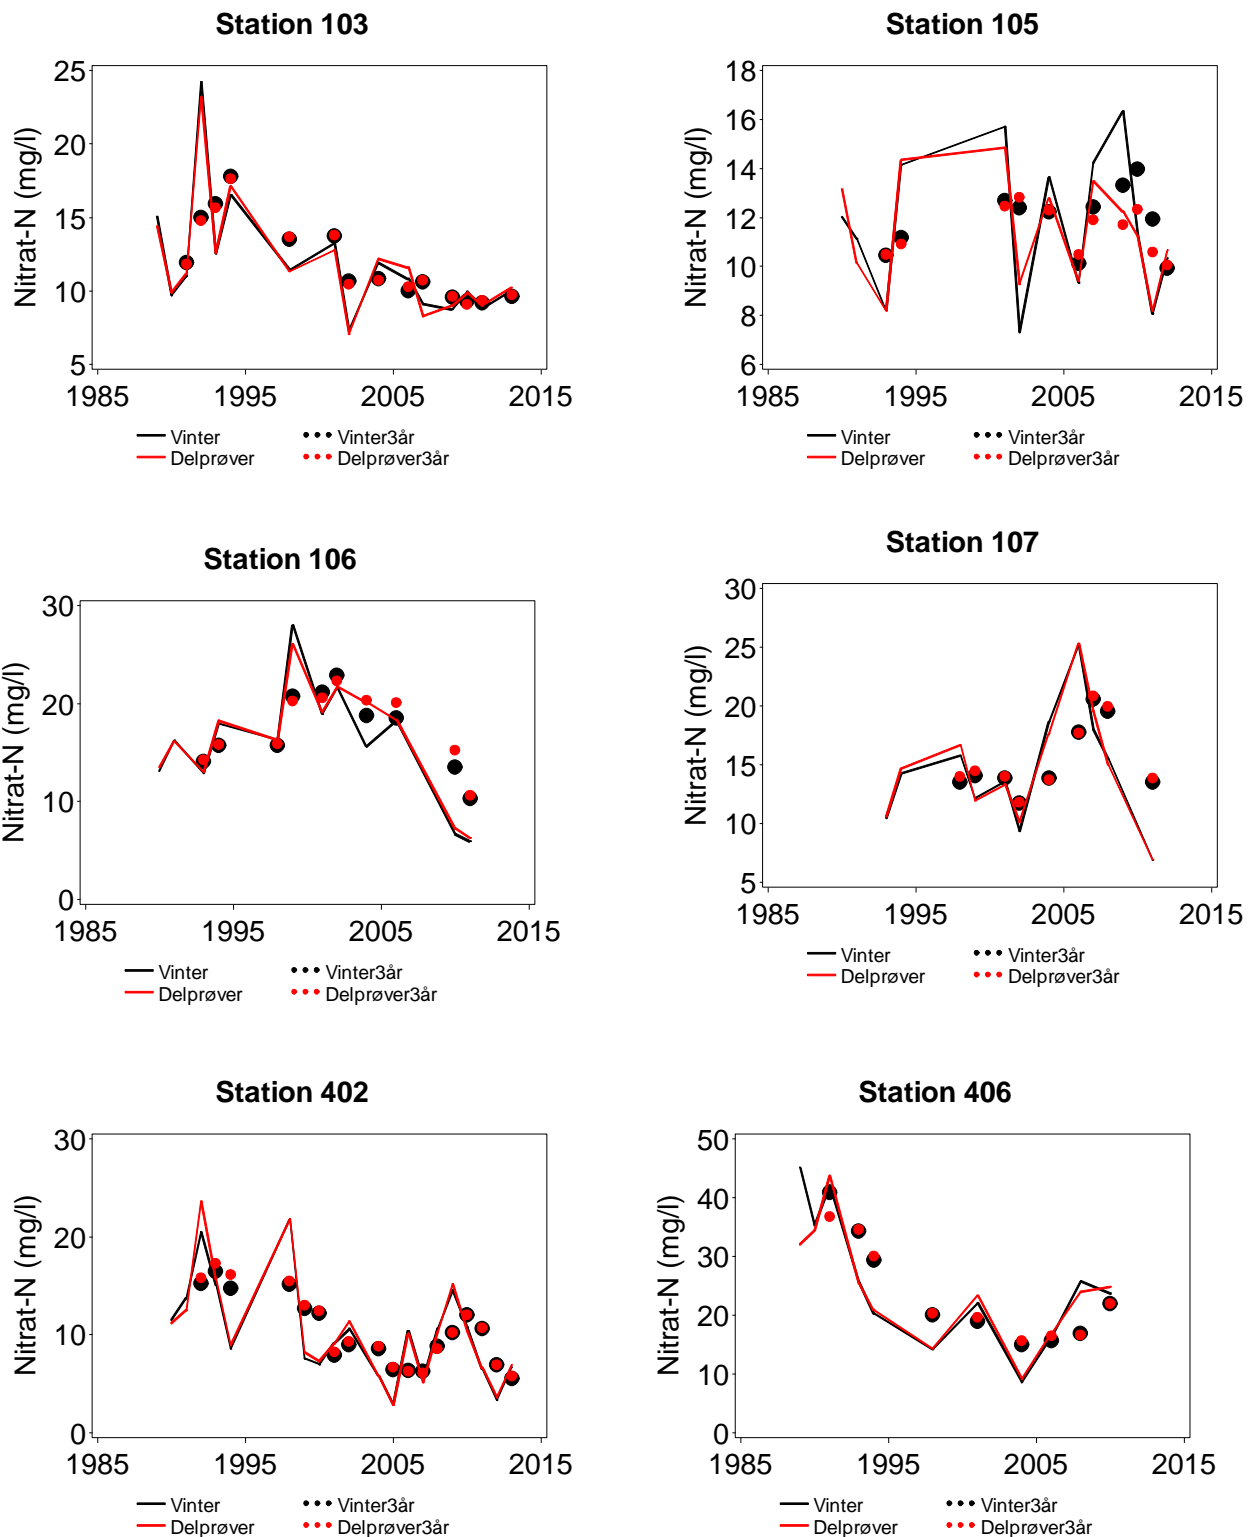 Station 103
Nitrat-N (mg/l)
25
20
15
10
5
1985 1995 2005 2015
Vinter Vinter3år
Delprøver Delprøver3år
Station 105
Nitrat-N (mg/l)
18
16
14
12
10
8
6
1985 1995 2005 2015
Vinter Vinter3år
Delprøver Delprøver3år
Station 106
Nitrat-N (mg/l)
30
20
10
0
1985 1995 2005 2015
Vinter Vinter3år
Delprøver Delprøver3år
Station 107
Nitrat-N (mg/l)
30
25
20
15
10
5
1985 1995 2005 2015
Vinter Vinter3år
Delprøver Delprøver3år
Station 402
Nitrat-N (mg/l)
30
20
10
0
1985 1995 2005 2015
Vinter Vinter3år
Delprøver Delprøver3år
Station 406
Nitrat-N (mg/l)
50
40
30
20
10
0
1985 1995 2005 2015
Vinter Vinter3år
Delprøver Delprøver3år